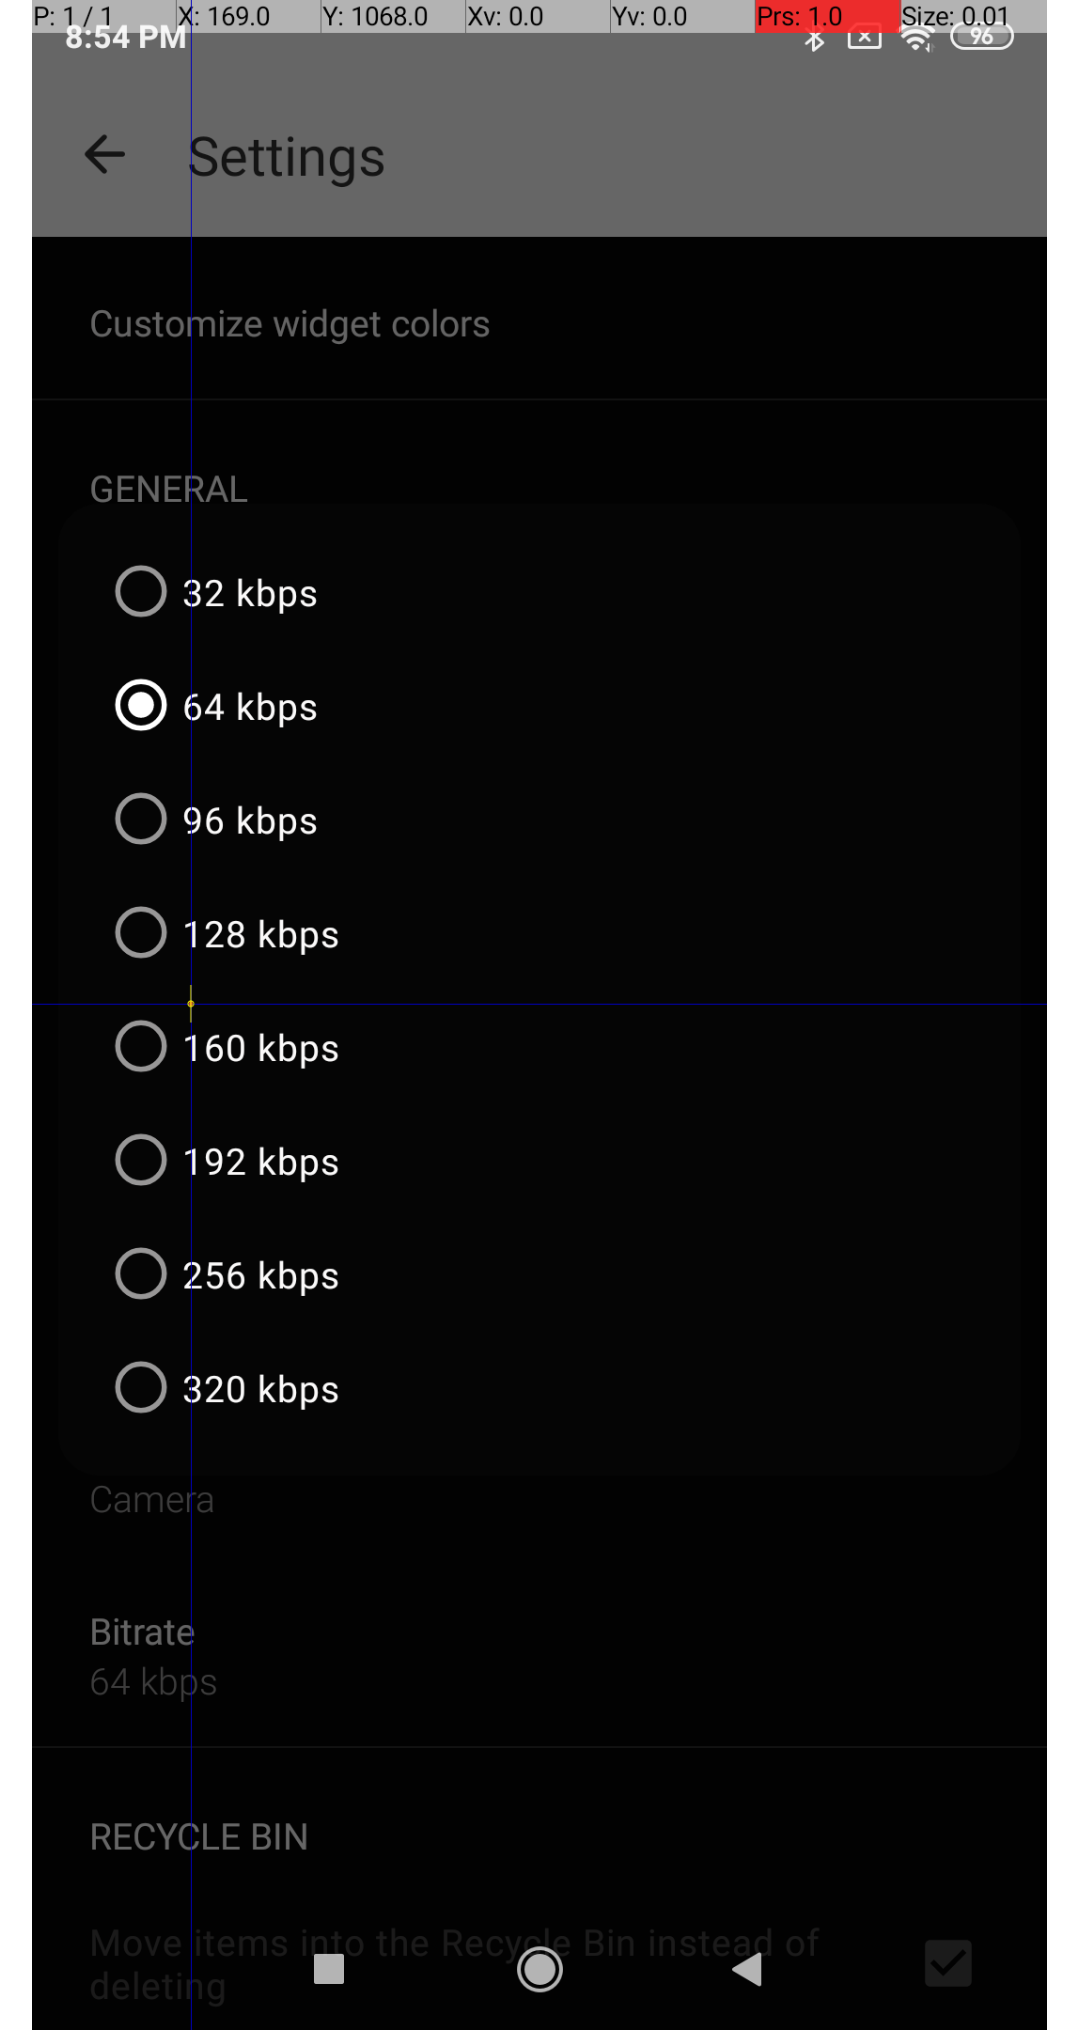 P: 1 / 1 X: 169.0 Y: 1068.0 Xv: 0.0 Yv: 0.0 Prs: 1.0 Size: 0.01
8:54 PM 96
Settings
Customize widget colors
GENERAL
32 kbps
64 kbps
96 kbps
128 kbps
160 kbps
192 kbps
256 kbps
320 kbps
Camera
Bitrate
64 kbps
RECYCLE BIN
Move items into the Recycle Bin instead of
deleting